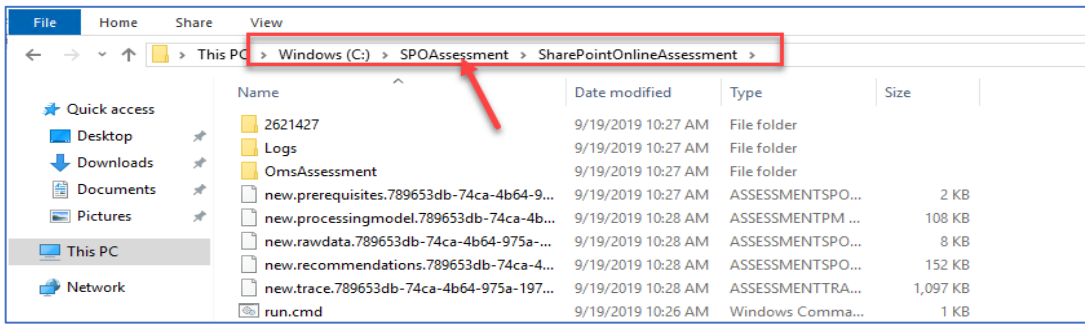 File Home Share View
This PC > Windows (C:) > SPOAssessment > SharePointOnlineAssessment >
Name Date modified Type Size
Quick access
Desktop
Downloads
Documents
Pictures
This PC
Network
2621427 9/19/2019 10:27 AM File folder
Logs 9/19/2019 10:27 AM File folder
OmsAssessment 9/19/2019 10:27 AM File folder
new.prerequisites.789653db-74ca-4b64-9... 9/19/2019 10:27 AM ASSESSMENTSPO... 2 KB
new.processingmodel.789653db-74ca-4b... 9/19/2019 10:28 AM ASSESSMENTPM ... 108 KB
new.rawdata.789653db-74ca-4b64-975a-... 9/19/2019 10:28 AM ASSESSMENTSPO... 8 KB
new.recommendations.789653db-74ca-4... 9/19/2019 10:28 AM ASSESSMENTSPO... 152 KB
new.trace.789653db-74ca-4b64-975a-197... 9/19/2019 10:28 AM ASSESSMENTTRA... 1,097 KB
run.cmd 9/19/2019 10:26 AM Windows Comma... 1 KB